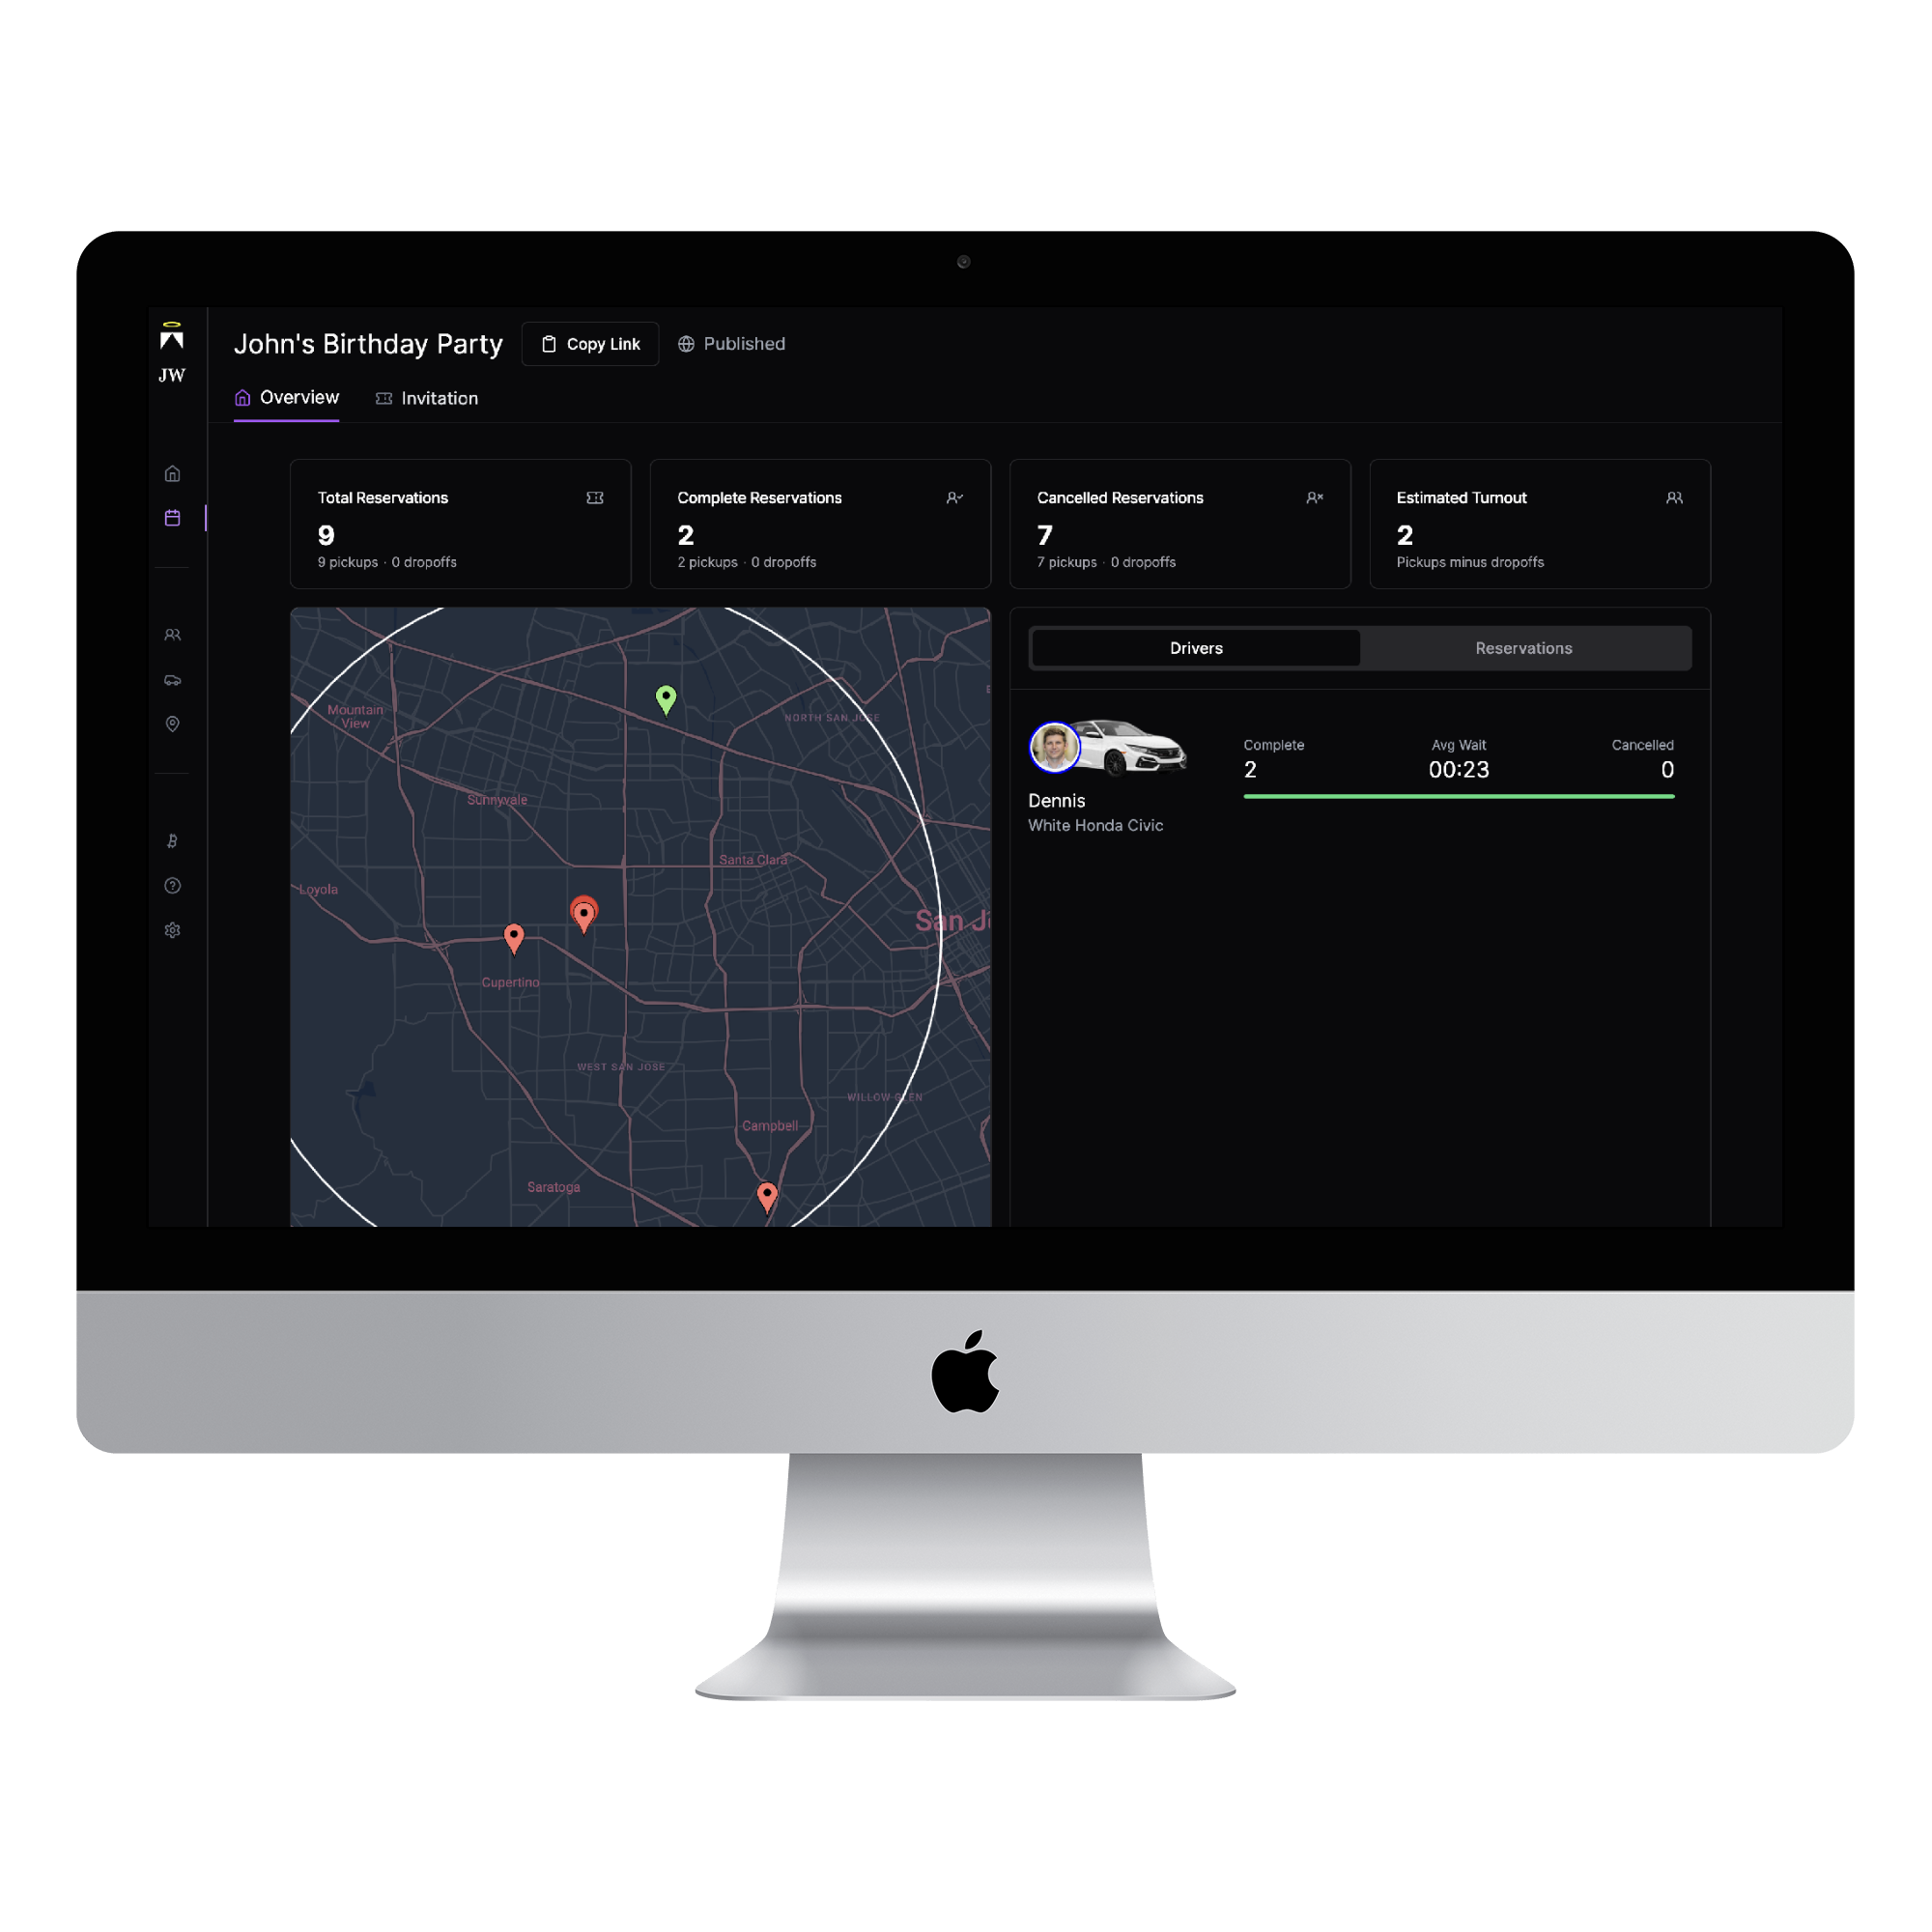 JW
John's Birthday Party
Copy Link
Published
Overview
Invitation
Total Reservations
9
9 pickups · 0 dropoffs
Complete Reservations
2
2 pickups · 0 dropoffs
Cancelled Reservations
7
7 pickups · 0 dropoffs
Estimated Turnout
2
Pickups minus dropoffs
Mountain
View
NORTH SAN JOSE
Sunnyvale
Santa Clara
Loyola
San J
Cupertino
WEST SAN JOSE
WILLOW GLEN
Campbell
Saratoga
Drivers
Reservations
Dennis
White Honda Civic
Complete
2
Avg Wait
00:23
Cancelled
0